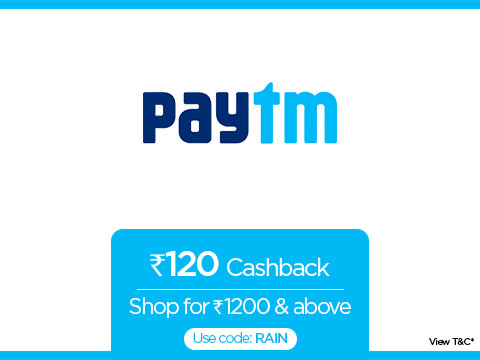 paytm
₹120 Cashback
Shop for ₹1200 & above
Use code: RAIN
View T&C*